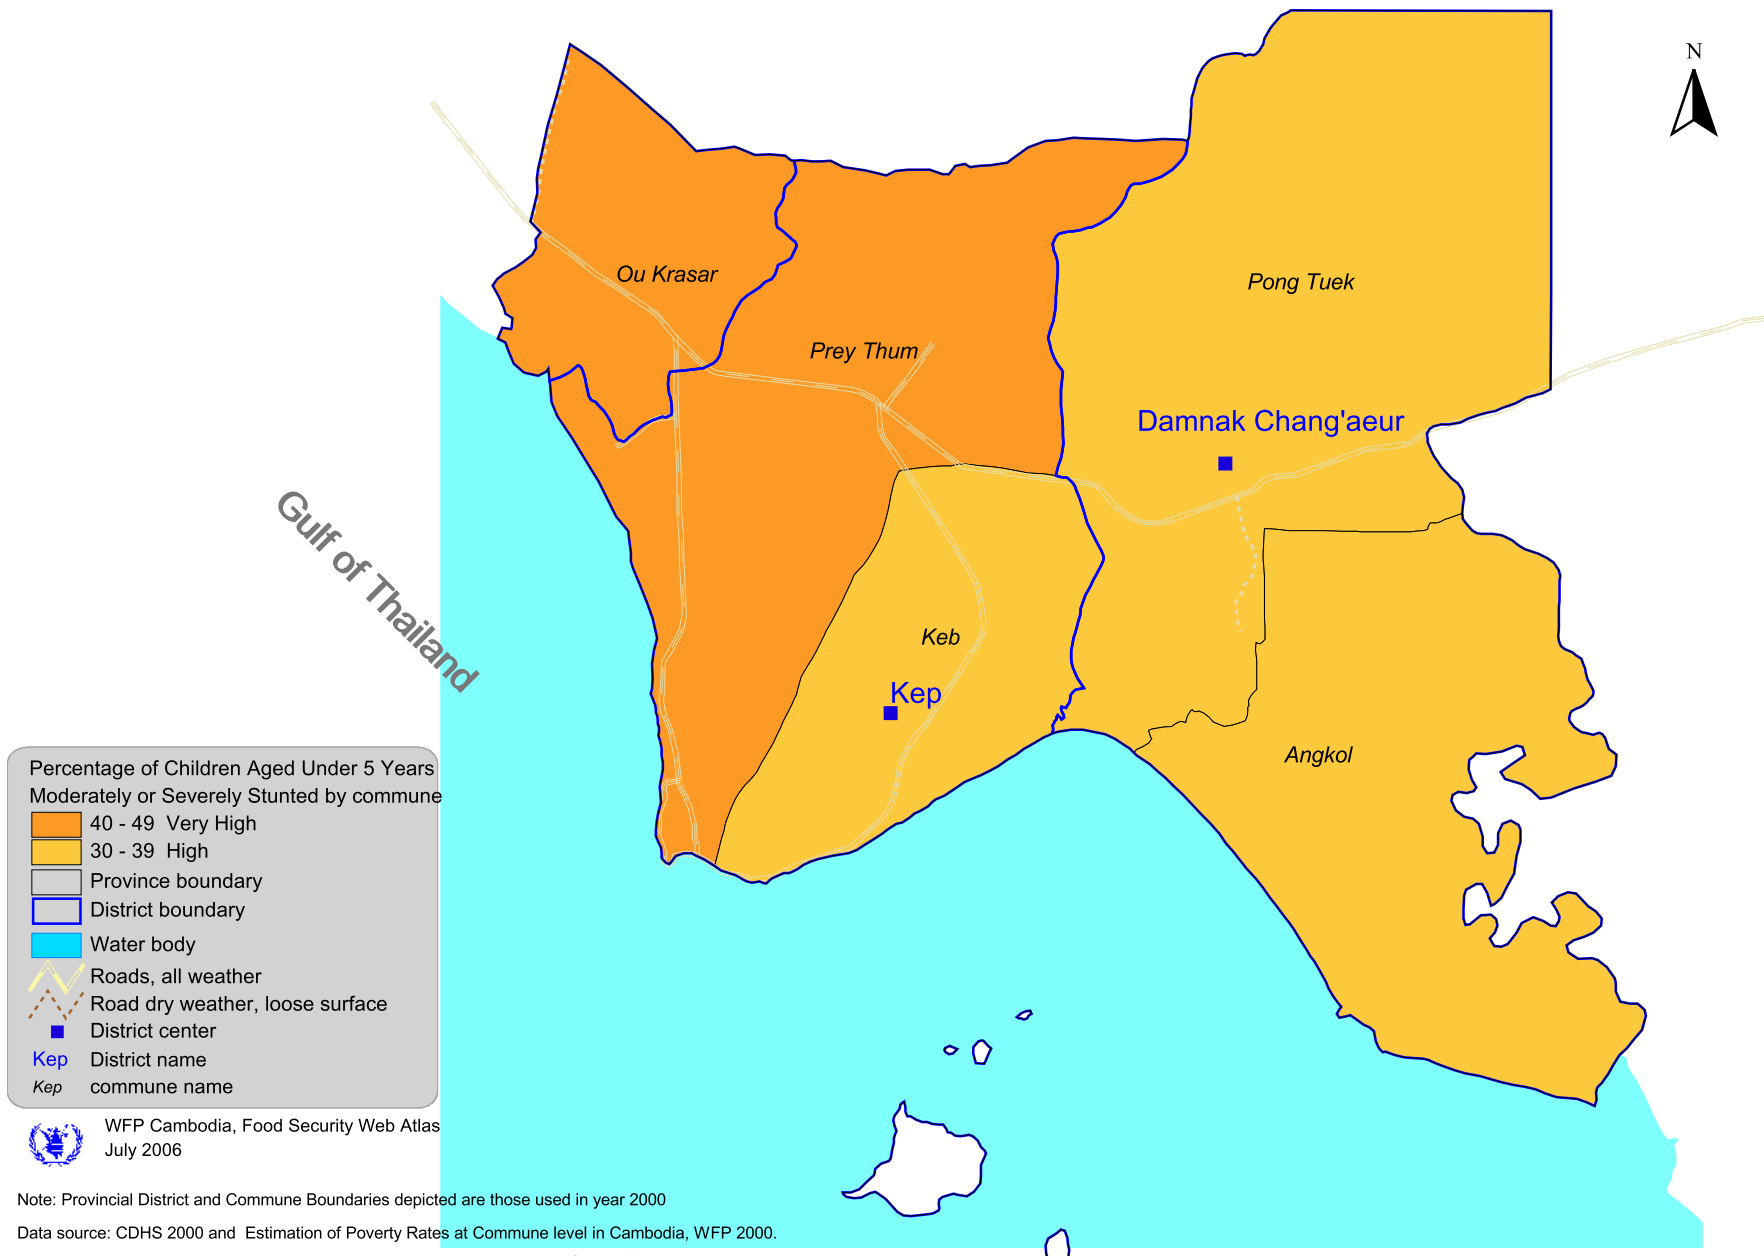 N
Ou Krasar
Pong Tuek
Prey Thum
Damnak Chang'aeur
Gulf of Thailand
Keb
Kep
Angkol
Percentage of Children Aged Under 5 Years
Moderately or Severely Stunted by commune
40 - 49 Very High
30 - 39 High
Province boundary
District boundary
Water body
Roads, all weather
Road dry weather, loose surface
District center
Kep District name
Kep commune name
WFP Cambodia, Food Security Web Atlas
July 2006
Note: Provincial District and Commune Boundaries depicted are those used in year 2000
Data source: CDHS 2000 and Estimation of Poverty Rates at Commune level in Cambodia, WFP 2000.